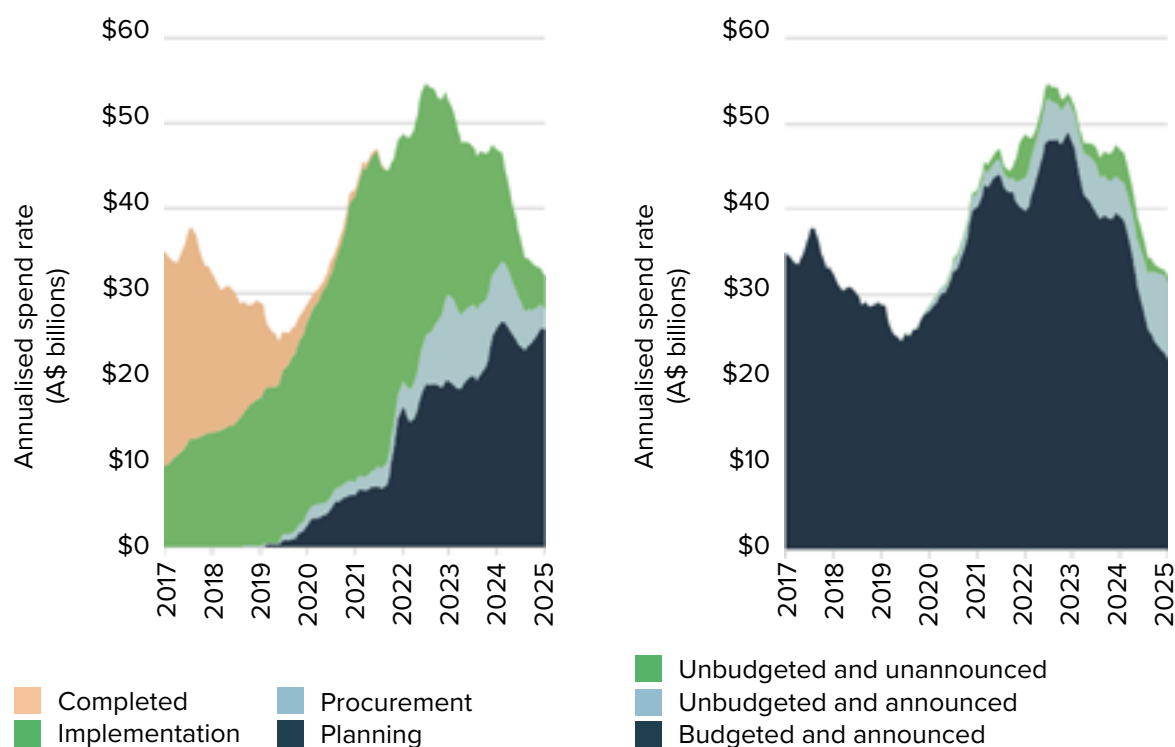 $60
$50
$40
$30
$20
$10
$0
Annualised spend rate
(A$ billions)
2017
2018
2019
2020
2021
2022
2023
2024
2025
Completed
Implementation
Procurement
Planning
$60
$50
$40
$30
$20
$10
$0
Annualised spend rate
(A$ billions)
2017
2018
2019
2020
2021
2022
2023
2024
2025
Unbudgeted and unannounced
Unbudgeted and announced
Budgeted and announced